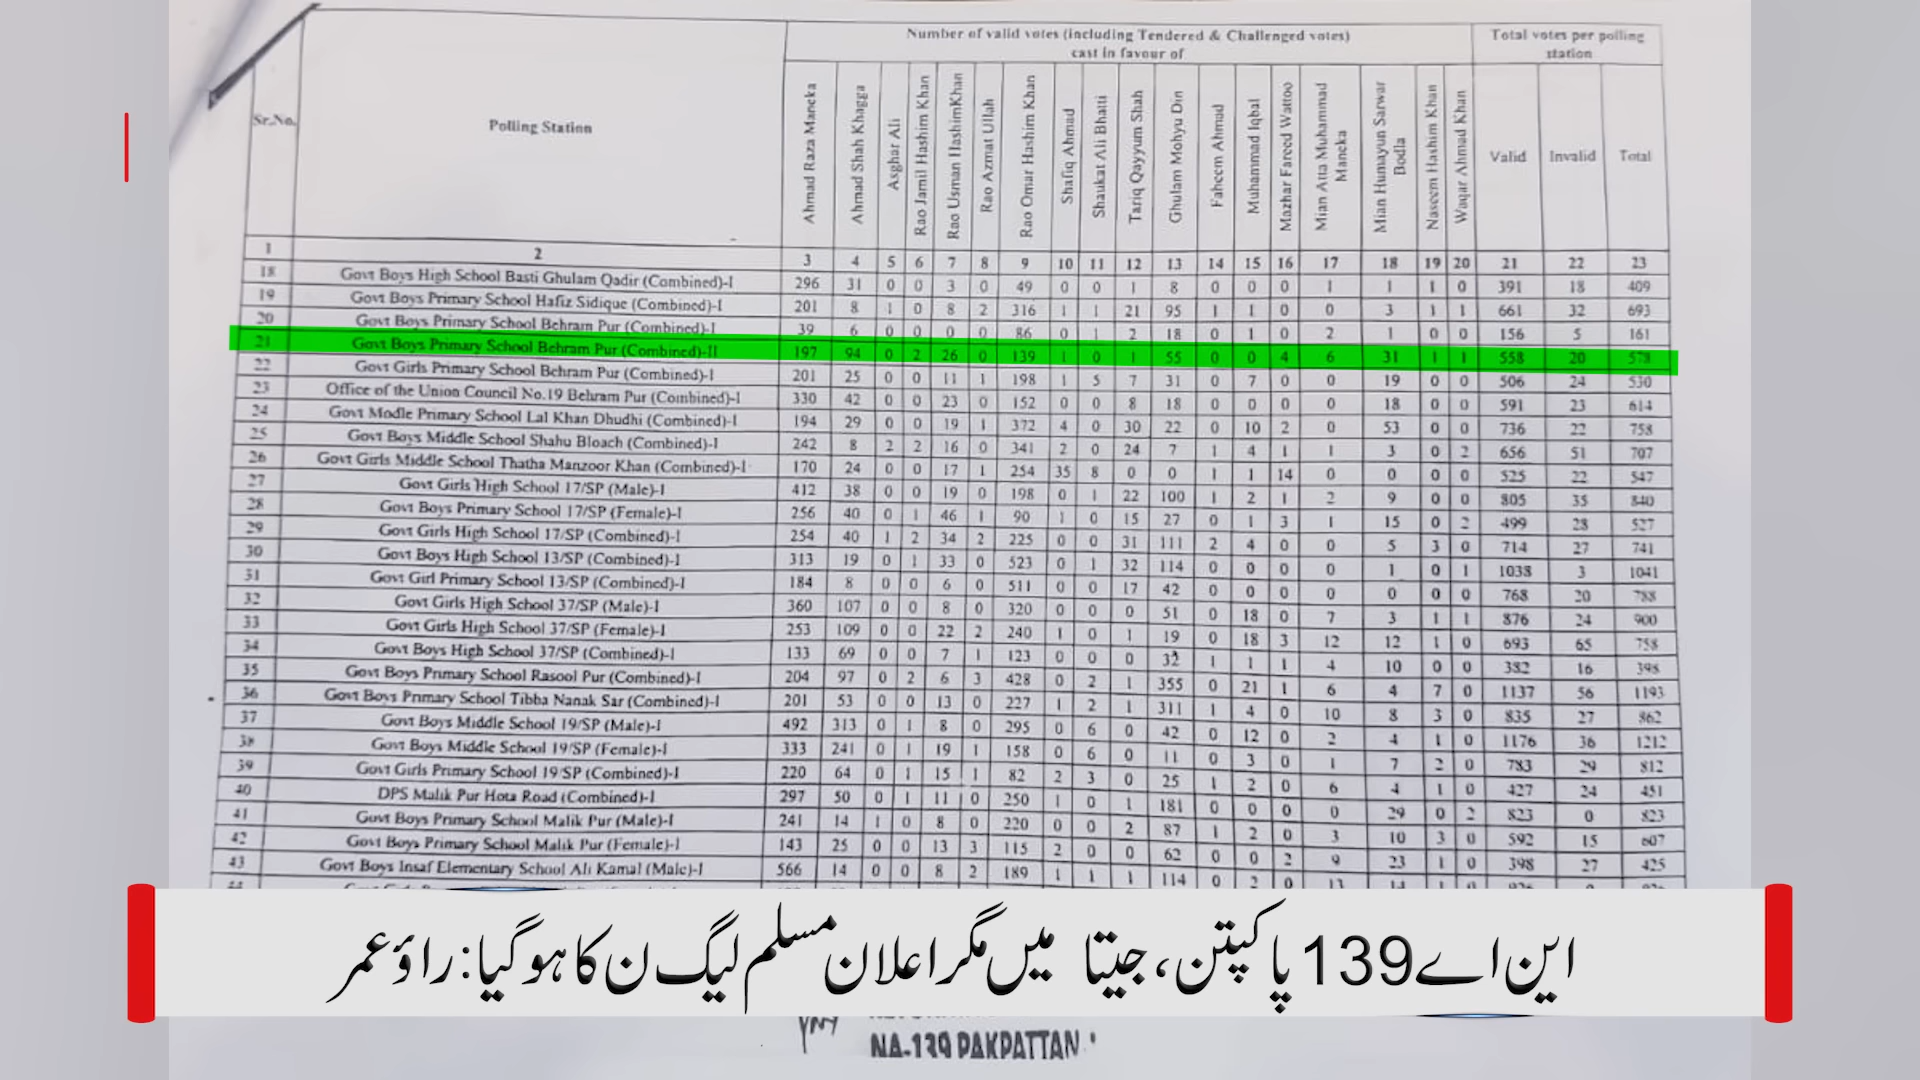 Number of valid votes (including Tendered & Challenged votes) cast in favour of
Total votes per polling station
Sr.No. Polling Station Ahmad Raza Maneka Ahmad Shah Khagga Asghar Ali Rao Jamil Hashim Khan Rao Usman HashimKhan Rao Azmat Ullah Rao Omar Hashim Khan Shafiq Ahmad Shaukat Ali Bhatti Tariq Qayyum Shah Ghulam Mohyu Din Faheem Ahmad Muhammad Iqbal Mazhar Fareed Wattoo Mian Atta Muhammad Maneka Mian Humayun Sarwar Bodla Naseem Hashim Khan Waqar Ahmad Khan Valid Invalid Total
1 2 3 4 5 6 7 8 9 10 11 12 13 14 15 16 17 18 19 20 21 22 23
18 Govt Boys High School Basti Ghulam Qadir (Combined)-I 296 31 0 0 3 0 49 0 0 1 8 0 0 0 1 1 1 0 391 18 409
19 Govt Boys Primary School Hafiz Sidique (Combined)-I 201 8 1 0 8 2 316 1 1 21 95 1 1 0 0 3 1 1 661 32 693
20 Govt Boys Primary School Behram Pur (Combined)-I 39 6 0 0 0 0 86 0 1 2 18 0 1 0 2 1 0 0 156 5 161
21 Govt Boys Primary School Behram Pur (Combined)-II 197 94 0 2 26 0 139 1 0 1 55 0 0 4 6 31 1 1 558 20 578
22 Govt Girls Primary School Behram Pur (Combined)-I 201 25 0 0 11 1 198 1 5 7 31 0 7 0 0 19 0 0 506 24 530
23 Office of the Union Council No.19 Behram Pur (Combined)-I 330 42 0 0 23 0 152 0 0 8 18 0 0 0 0 18 0 0 591 23 614
24 Govt Modle Primary School Lal Khan Dhudhi (Combined)-I 194 29 0 0 19 1 372 4 0 30 22 0 10 2 0 53 0 0 736 22 758
25 Govt Boys Middle School Shahu Bloach (Combined)-I 242 8 2 2 16 0 341 2 0 24 7 1 4 1 1 3 0 2 656 51 707
26 Govt Girls Middle School Thatha Manzoor Khan (Combined)-I 170 24 0 0 17 1 254 35 8 0 0 1 1 14 0 0 0 0 525 22 547
27 Govt Girls High School 17/SP (Male)-I 412 38 0 0 19 0 198 0 1 22 100 1 2 1 2 9 0 0 805 35 840
28 Govt Boys Primary School 17/SP (Female)-I 256 40 0 1 46 1 90 1 0 15 27 0 1 3 1 15 0 2 499 28 527
29 Govt Girls High School 17/SP (Combined)-I 254 40 1 2 34 2 225 0 0 31 111 2 4 0 0 5 3 0 714 27 741
30 Govt Boys High School 13/SP (Combined)-I 313 19 0 1 33 0 523 0 1 32 114 0 0 0 0 1 0 1 1038 3 1041
31 Govt Girl Primary School 13/SP (Combined)-I 184 8 0 0 6 0 511 0 0 17 42 0 0 0 0 0 0 0 768 20 788
32 Govt Girls High School 37/SP (Male)-I 360 107 0 0 8 0 320 0 0 0 51 0 18 0 7 3 1 1 876 24 900
33 Govt Girls High School 37/SP (Female)-I 253 109 0 0 22 2 240 1 0 1 19 0 18 3 12 12 1 0 693 65 758
34 Govt Boys High School 37/SP (Combined)-I 133 69 0 0 7 1 123 0 0 0 32 1 1 1 4 10 0 0 382 16 398
35 Govt Boys Primary School Rasool Pur (Combined)-I 204 97 0 2 6 3 428 0 2 1 355 0 21 1 6 4 7 0 1137 56 1193
36 Govt Boys Primary School Tibba Nanak Sar (Combined)-I 201 53 0 0 13 0 227 1 2 1 311 1 4 0 10 8 3 0 835 27 862
37 Govt Boys Middle School 19/SP (Male)-I 492 313 0 1 8 0 295 0 6 0 42 0 12 0 2 4 1 0 1176 36 1212
38 Govt Boys Middle School 19/SP (Female)-I 333 241 0 1 19 1 158 0 6 0 11 0 3 0 1 7 2 0 783 29 812
39 Govt Girls Primary School 19/SP (Combined)-I 220 64 0 1 15 1 82 2 3 0 25 1 2 0 6 4 1 0 427 24 451
40 DPS Malik Pur Hota Road (Combined)-I 297 50 0 1 11 0 250 1 0 1 181 0 0 0 0 29 0 2 823 0 823
41 Govt Boys Primary School Malik Pur (Male)-I 241 14 1 0 8 0 220 0 0 2 87 1 2 0 3 10 3 0 592 15 607
42 Govt Boys Primary School Malik Pur (Female)-I 143 25 0 0 13 3 115 2 0 0 62 0 0 2 9 23 1 0 398 27 425
43 Govt Boys Insaf Elementary School Ali Kamal (Male)-I 566 14 0 0 8 2 189 1 1 1 114 0 2 0 13 14 1 0
این اے 139 پاکپتن، جیتا میں مگر اعلان مسلم لیگ ن کا ہو گیا: راؤ عمر
NA-139 PAKPATTAN